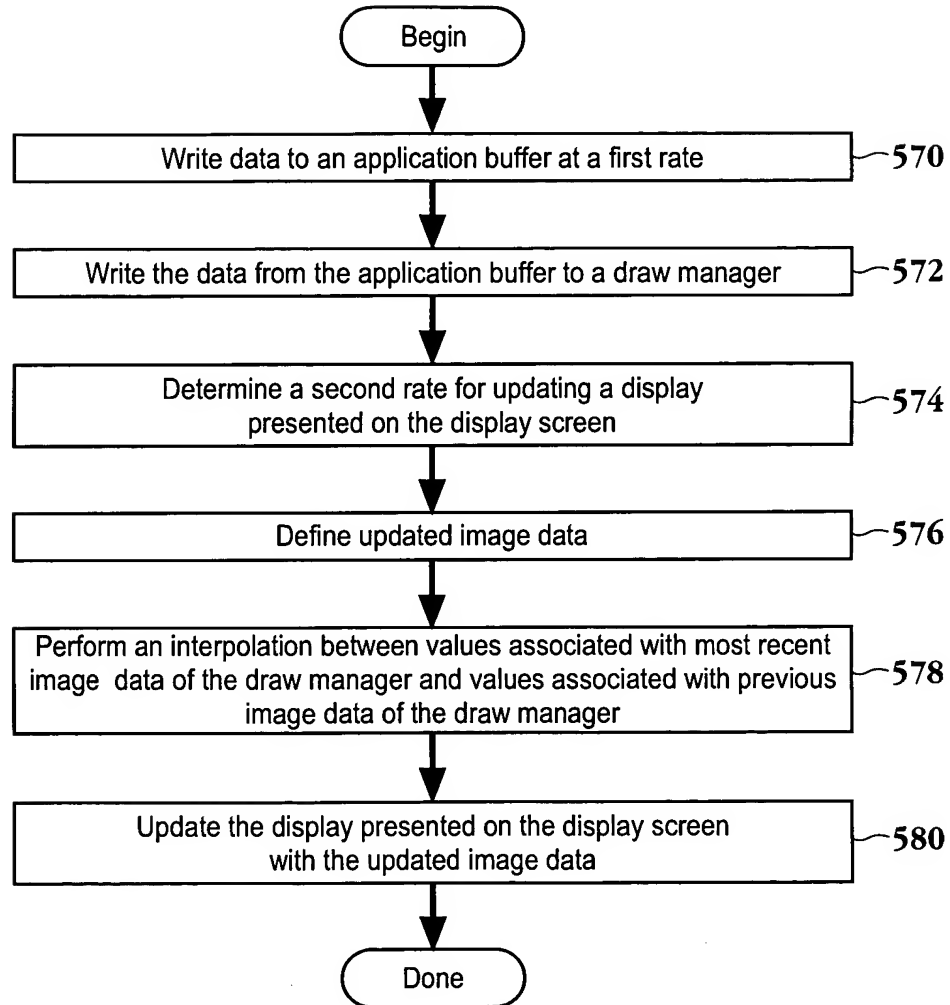 Begin
Write data to an application buffer at a first rate
570
Write the data from the application buffer to a draw manager
572
Determine a second rate for updating a display
presented on the display screen
574
Define updated image data
576
Perform an interpolation between values associated with most recent
image data of the draw manager and values associated with previous
image data of the draw manager
578
Update the display presented on the display screen
with the updated image data
580
Done